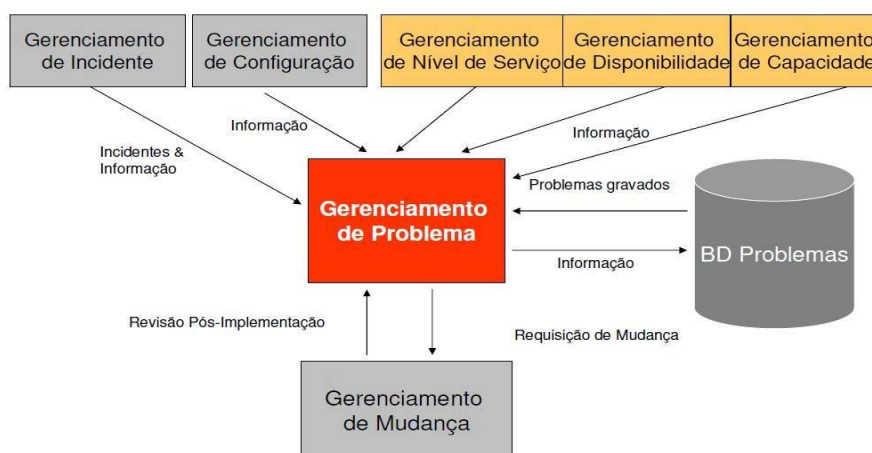 Gerenciamento
de Incidente
Gerenciamento
de Configuração
Gerenciamento
de Nível de Serviço
Gerenciamento
de Disponibilidade
Gerenciamento
de Capacidade
Informação
Informação
Incidentes &
Informação
Gerenciamento
de Problema
Problemas gravados
BD Problemas
Informação
Revisão Pós-Implementação
Requisição de Mudança
Gerenciamento
de Mudança